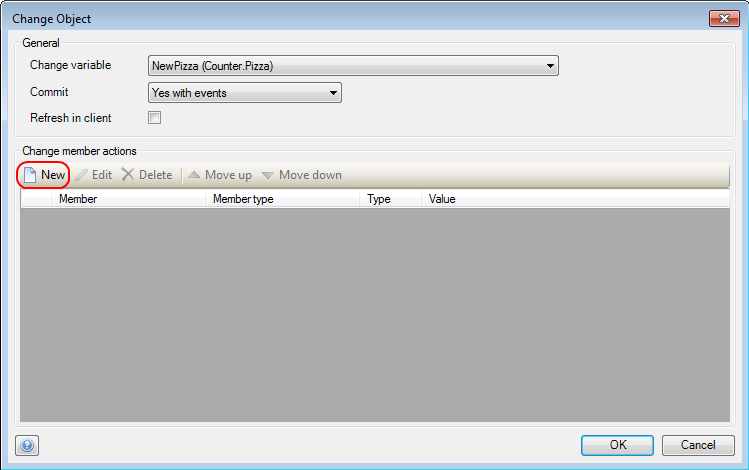 Change Object
General
Change variable NewPizza (Counter.Pizza)
Commit Yes with events
Refresh in client
Change member actions
New Edit Delete Move up Move down
Member Member type Type Value
OK Cancel